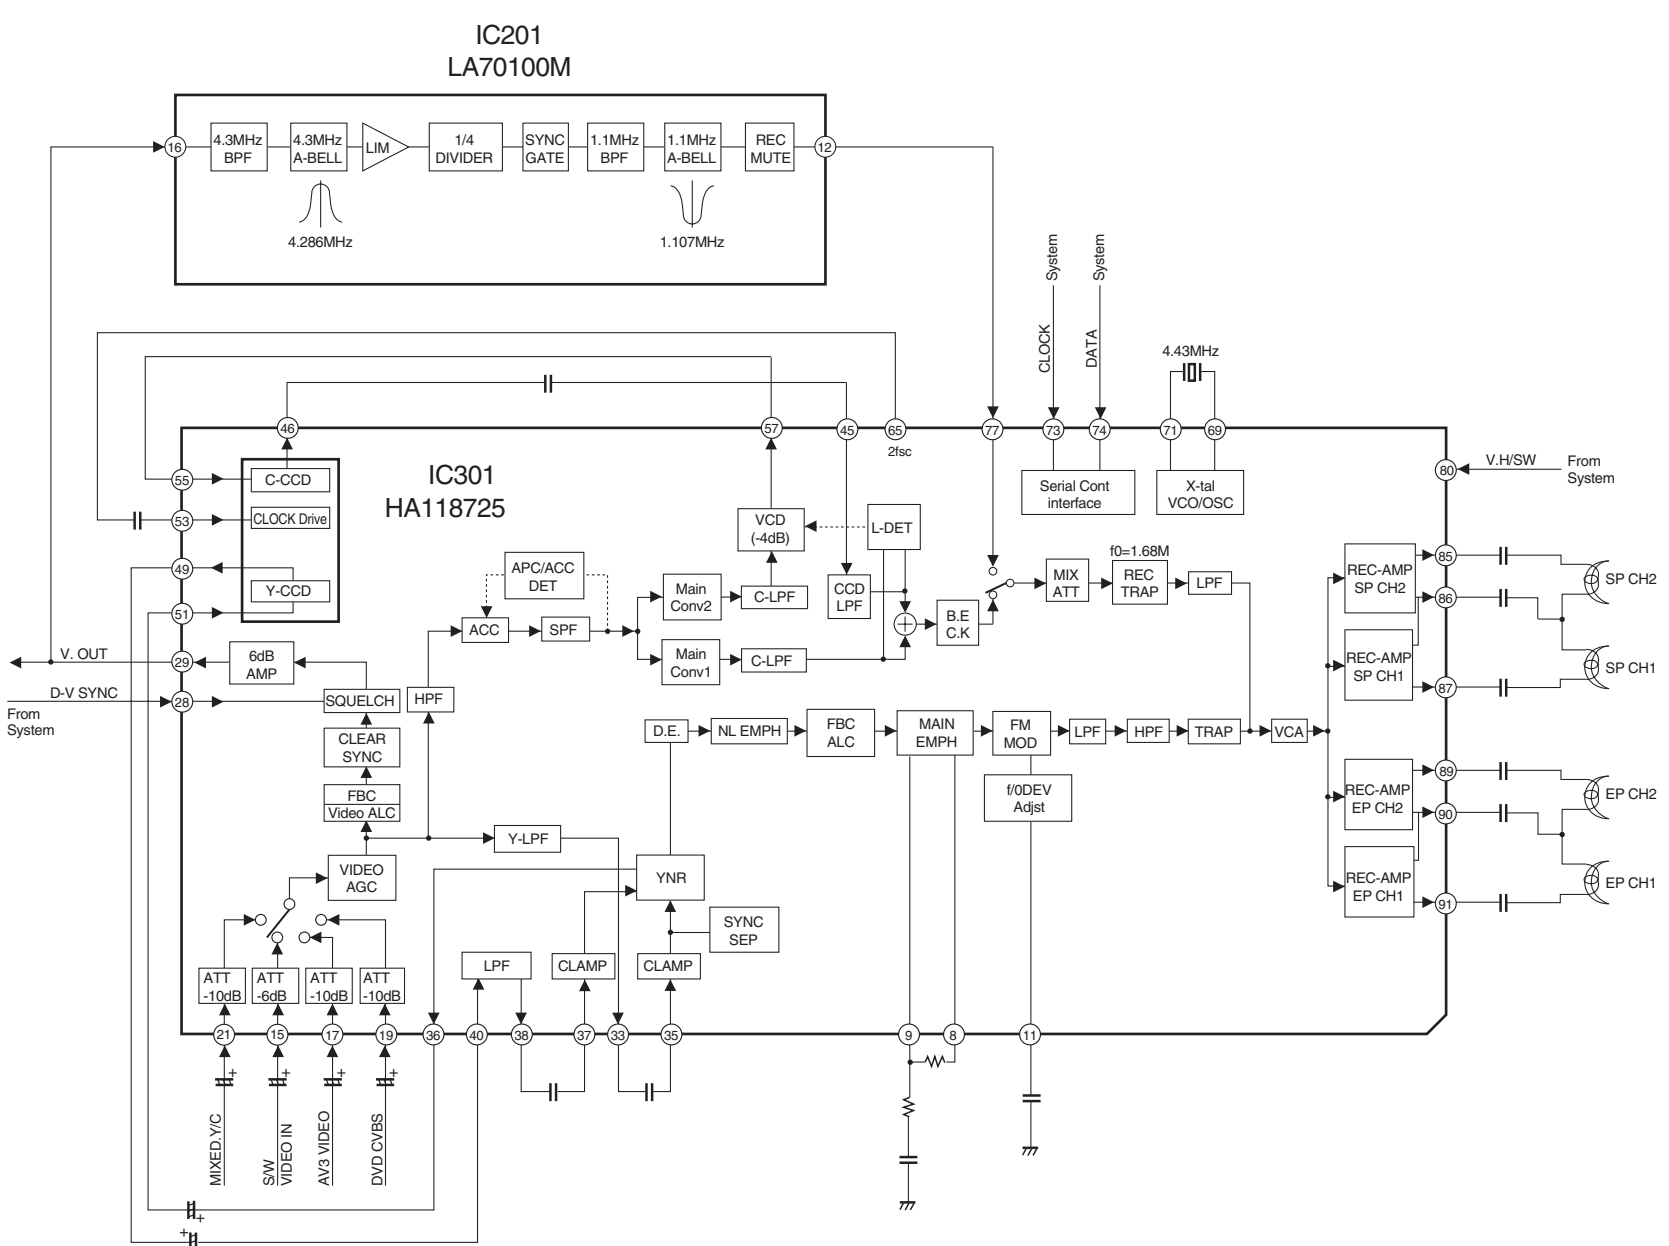 IC201
LA70100M
16
4.3MHz
BPF
4.3MHz
A-BELL
LIM
1/4
DIVIDER
SYNC
GATE
1.1MHz
BPF
1.1MHz
A-BELL
REC
MUTE
12
4.286MHz
1.107MHz
System
System
CLOCK
DATA
4.43MHz
46
57
45
65
2fsc
77
73
74
71
69
IC301
HA118725
55
C-CCD
53
CLOCK Drive
49
Y-CCD
51
Serial Cont
interface
X-tal
VCO/OSC
80
V.H/SW
From
System
VCD
(-4dB)
L-DET
APC/ACC
DET
Main
Conv2
C-LPF
CCD
LPF
ACC
SPF
Main
Conv1
C-LPF
B.E
C.K
MIX
ATT
f0=1.68M
REC
TRAP
LPF
REC-AMP
SP CH2
85
86
SP CH2
REC-AMP
SP CH1
87
SP CH1
V. OUT
29
6dB
AMP
D-V SYNC
28
From
System
SQUELCH
HPF
CLEAR
SYNC
FBC
Video ALC
D.E.
NL EMPH
FBC
ALC
MAIN
EMPH
FM
MOD
LPF
HPF
TRAP
VCA
f/0DEV
Adjst
REC-AMP
EP CH2
89
90
EP CH2
REC-AMP
EP CH1
91
EP CH1
Y-LPF
VIDEO
AGC
YNR
SYNC
SEP
ATT
-10dB
ATT
-6dB
ATT
-10dB
ATT
-10dB
LPF
CLAMP
CLAMP
21
15
17
19
36
40
38
37
33
35
9
8
11
+
+
+
+
MIXED.Y/C
S/W
VIDEO IN
AV3 VIDEO
DVD CVBS
+
+